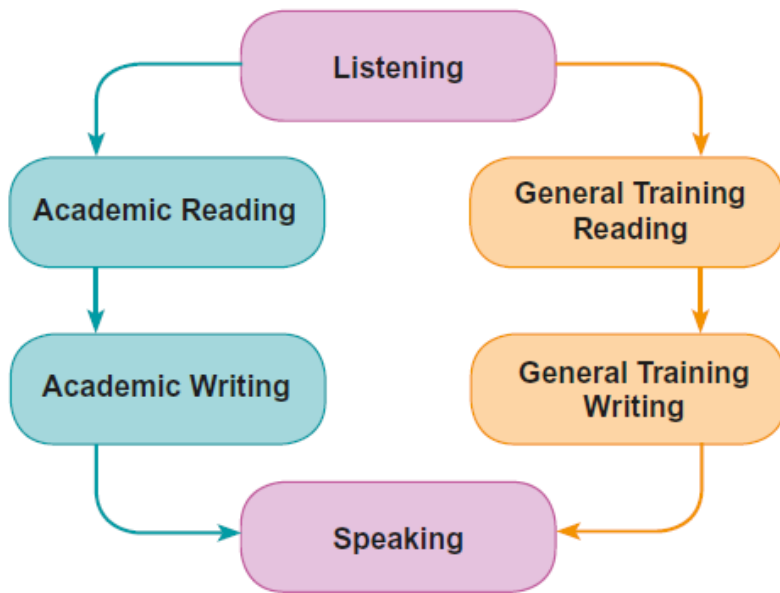 Listening
Academic Reading
General Training
Reading
Academic Writing
General Training
Writing
Speaking